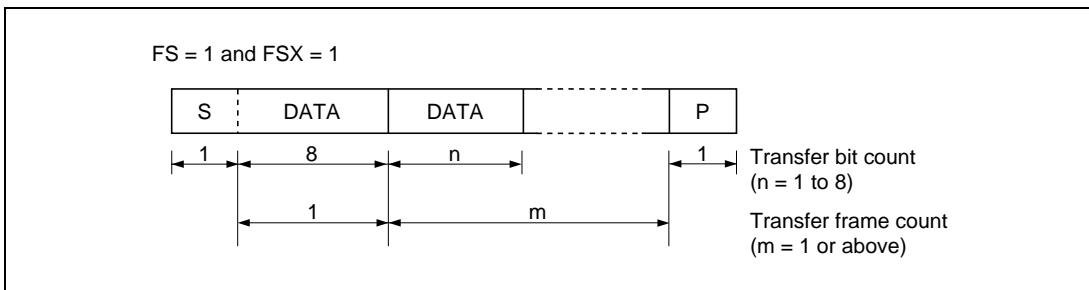 FS = 1 and FSX = 1
S DATA DATA P
1 8 n 1 Transfer bit count
(n = 1 to 8)
1 m Transfer frame count
(m = 1 or above)